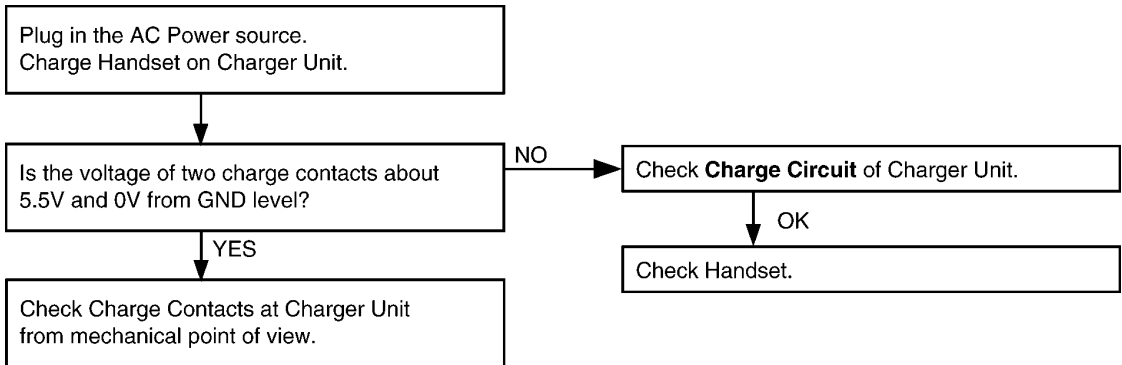 Plug in the AC Power source.
Charge Handset on Charger Unit.
Is the voltage of two charge contacts about
5.5V and 0V from GND level?
NO
Check Charge Circuit of Charger Unit.
OK
Check Handset.
YES
Check Charge Contacts at Charger Unit
from mechanical point of view.